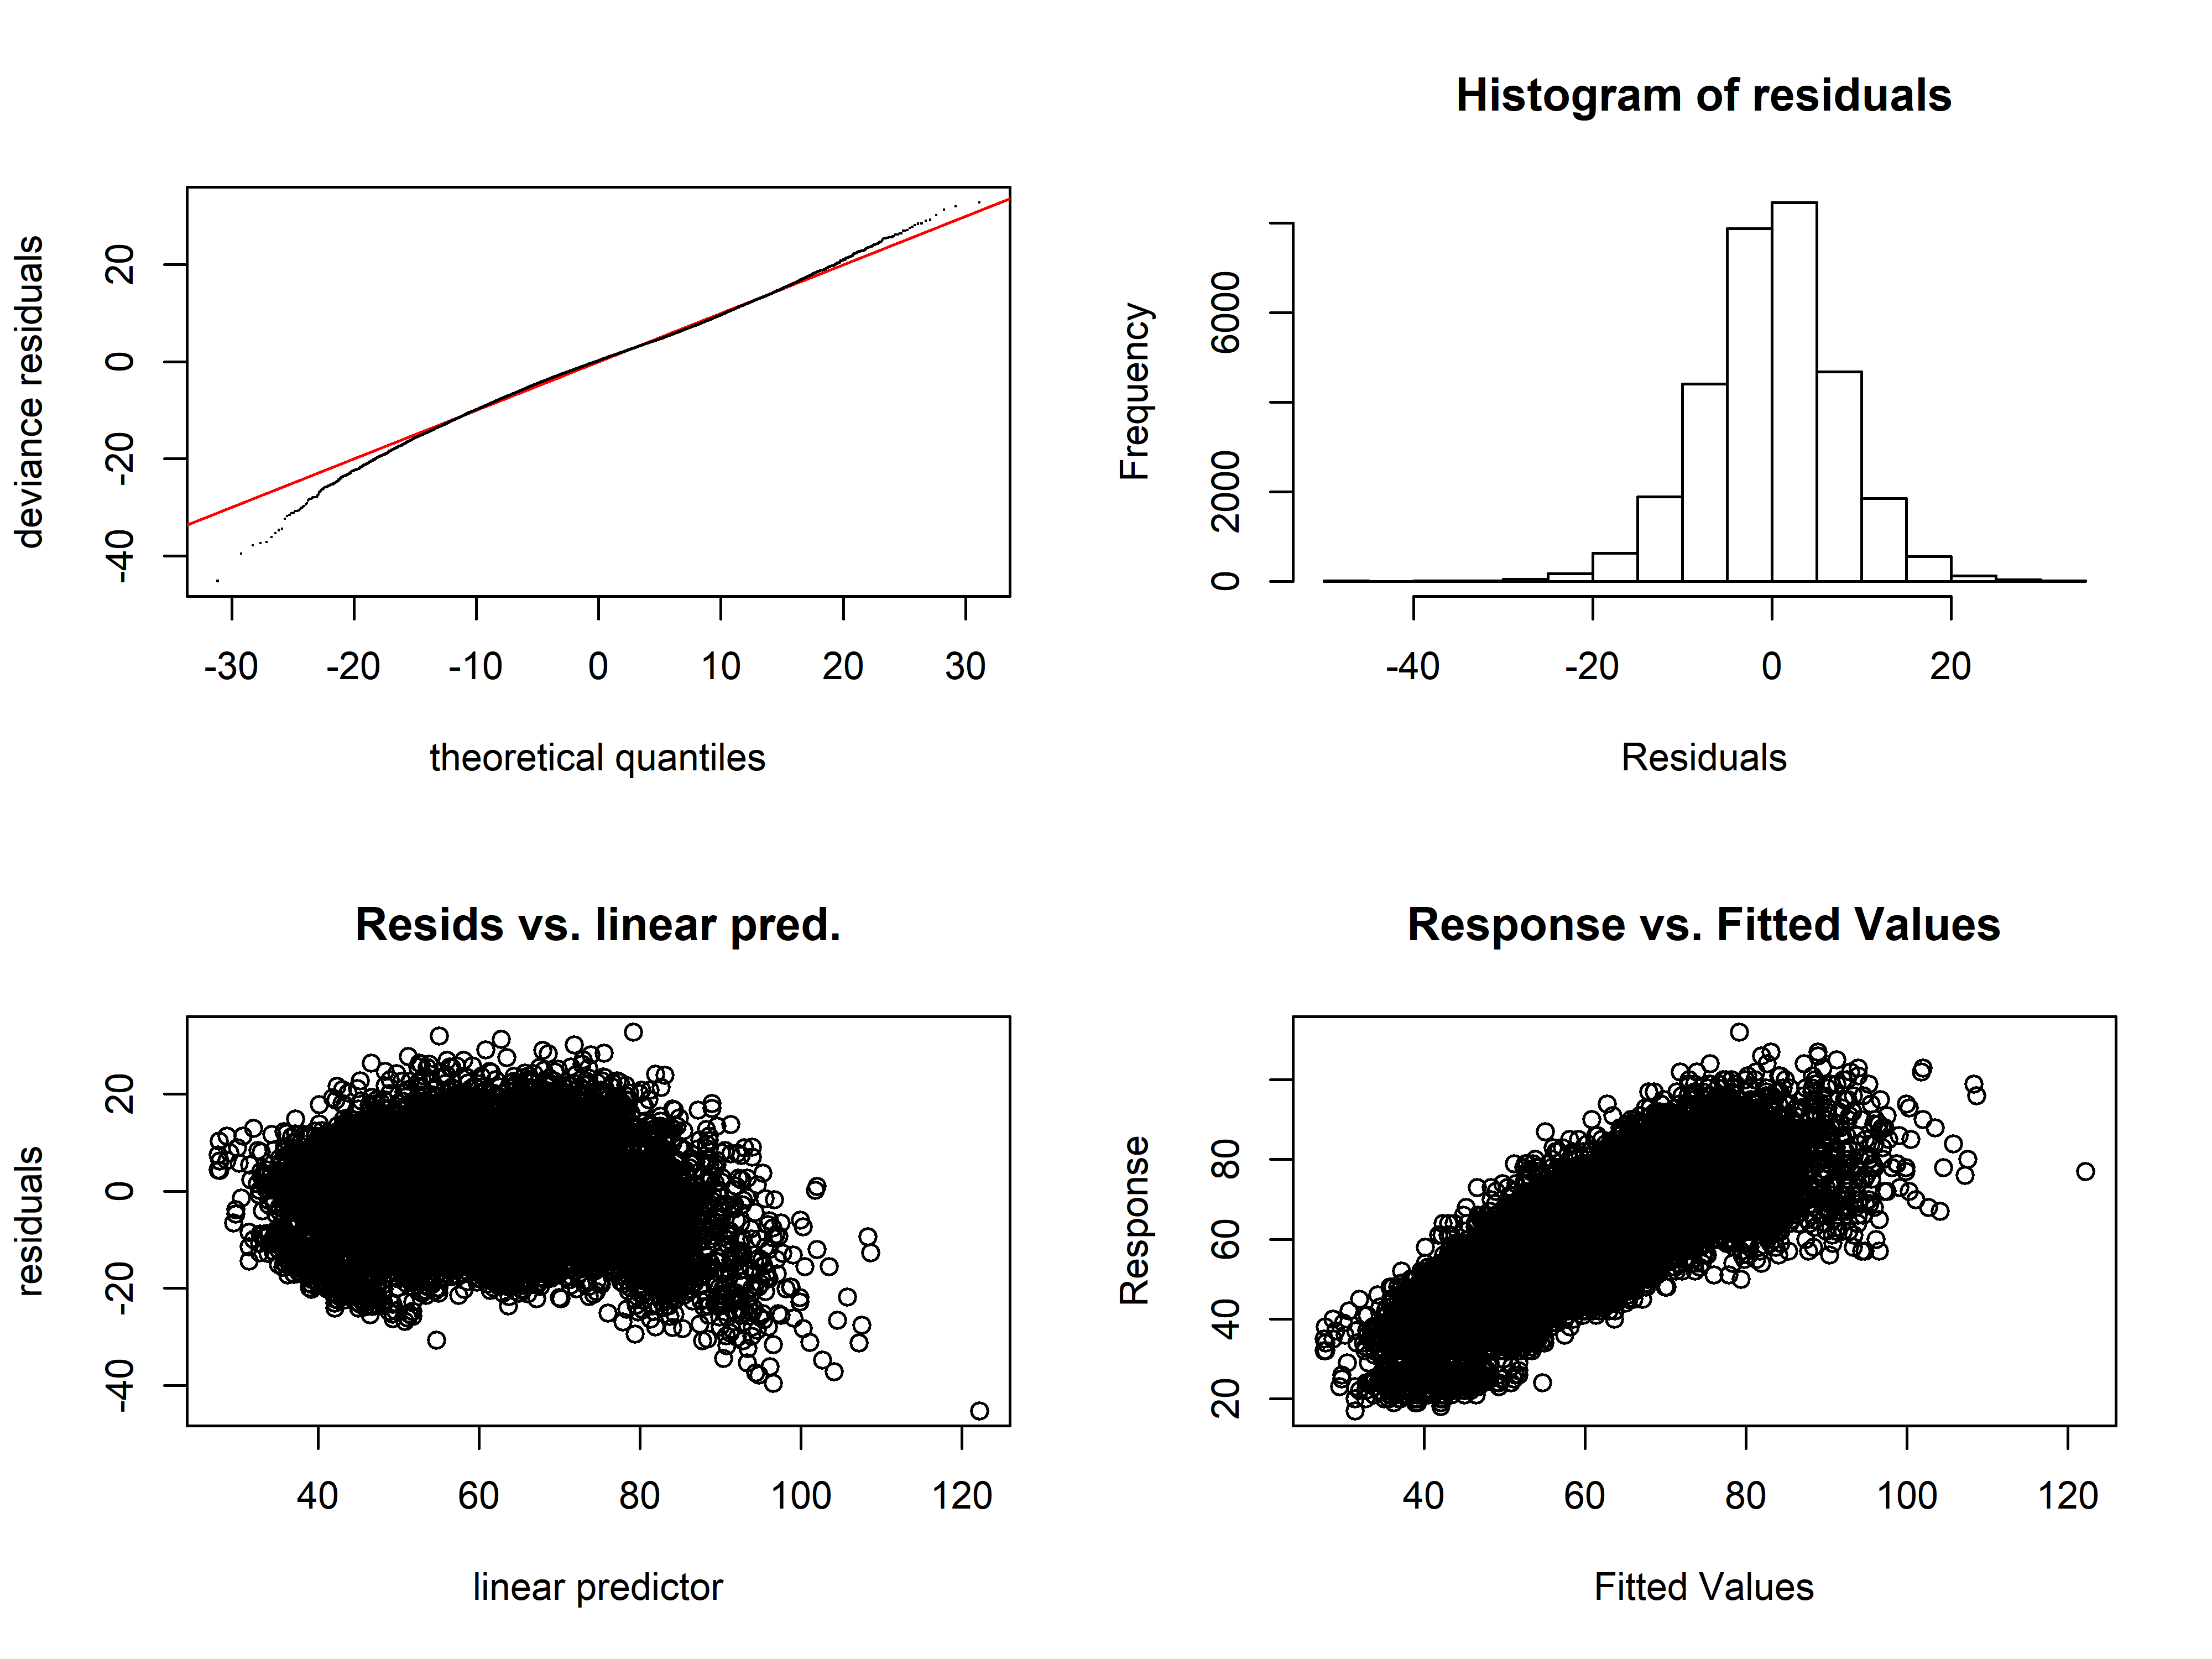 deviance residuals
20
0
-20
-40
-30 -20 -10 0 10 20 30
theoretical quantiles
Histogram of residuals
Frequency
6000
2000
0
-40 -20 0 20
Residuals
Resids vs. linear pred.
residuals
20
0
-20
-40
40 60 80 100 120
linear predictor
Response vs. Fitted Values
Response
80
60
40
20
40 60 80 100 120
Fitted Values